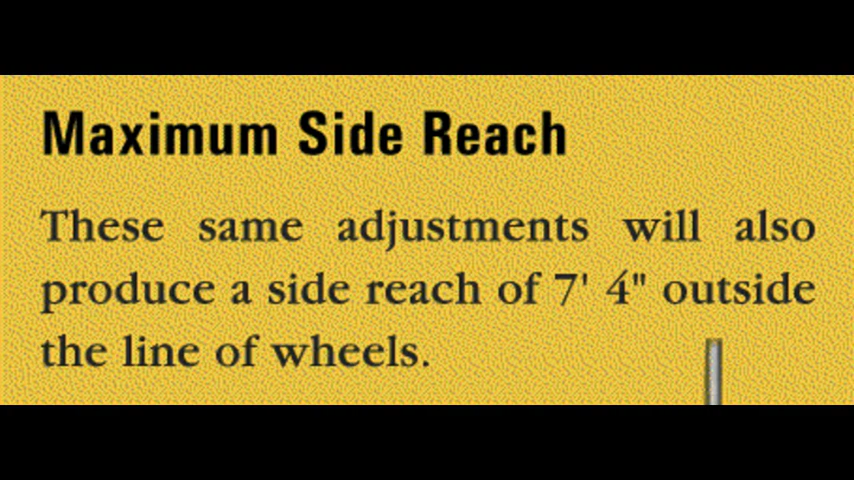 Maximum Side Reach
These same adjustments will also
produce a side reach of 7' 4" outside
the line of wheels.